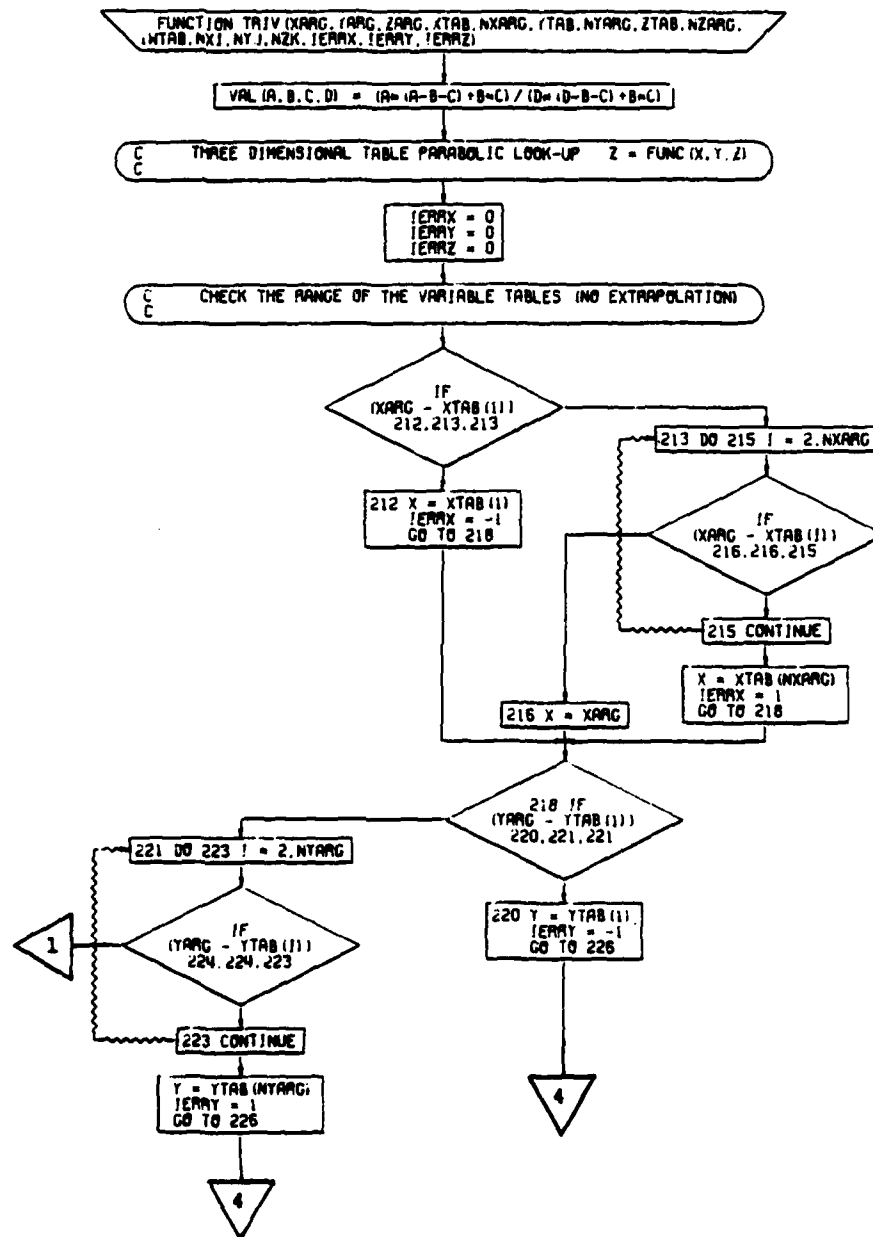 FUNCTION TRIV(XARG, YARG, ZARG, XTAB, NXARG, YTAB, NYARG, ZTAB, NZARG,
WTAB, NXI, NYJ, NZK, IERRX, IERRY, IERRZ)
VAL(A,B,C,D) = (A*(A-B-C)+B*C)/(D*(D-B-C)+B*C)
C THREE DIMENSIONAL TABLE PARABOLIC LOOK-UP Z = FUNC(X,Y,Z)
C
IERRX = 0
IERRY = 0
IERRZ = 0
C CHECK THE RANGE OF THE VARIABLE TABLES (NO EXTRAPOLATION)
C
IF
(XARG - XTAB(1))
212,213,213
213 DO 215 I = 2,NXARG
212 X = XTAB(1)
IERRX = -1
GO TO 218
IF
(XARG - XTAB(I))
216,216,215
215 CONTINUE
X = XTAB(NXARG)
IERRX = 1
GO TO 218
216 X = XARG
218 IF
(YARG - YTAB(1))
220,221,221
221 DO 223 I = 2,NYARG
220 Y = YTAB(1)
IERRY = -1
GO TO 226
1
IF
(YARG - YTAB(I))
224,224,223
223 CONTINUE
Y = YTAB(NYARG)
IERRY = 1
GO TO 226
4
4